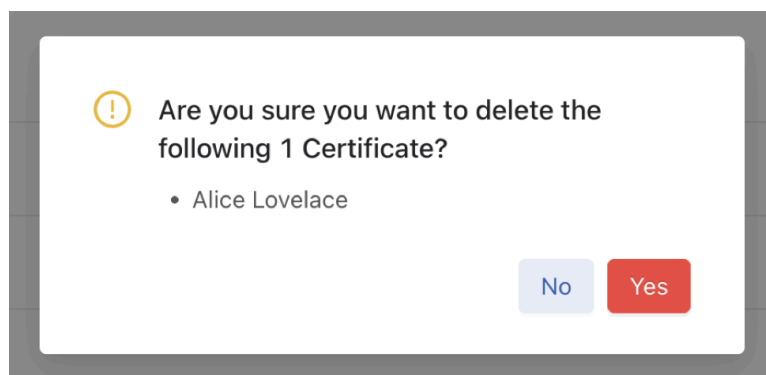 Are you sure you want to delete the
following 1 Certificate?
• Alice Lovelace
No
Yes